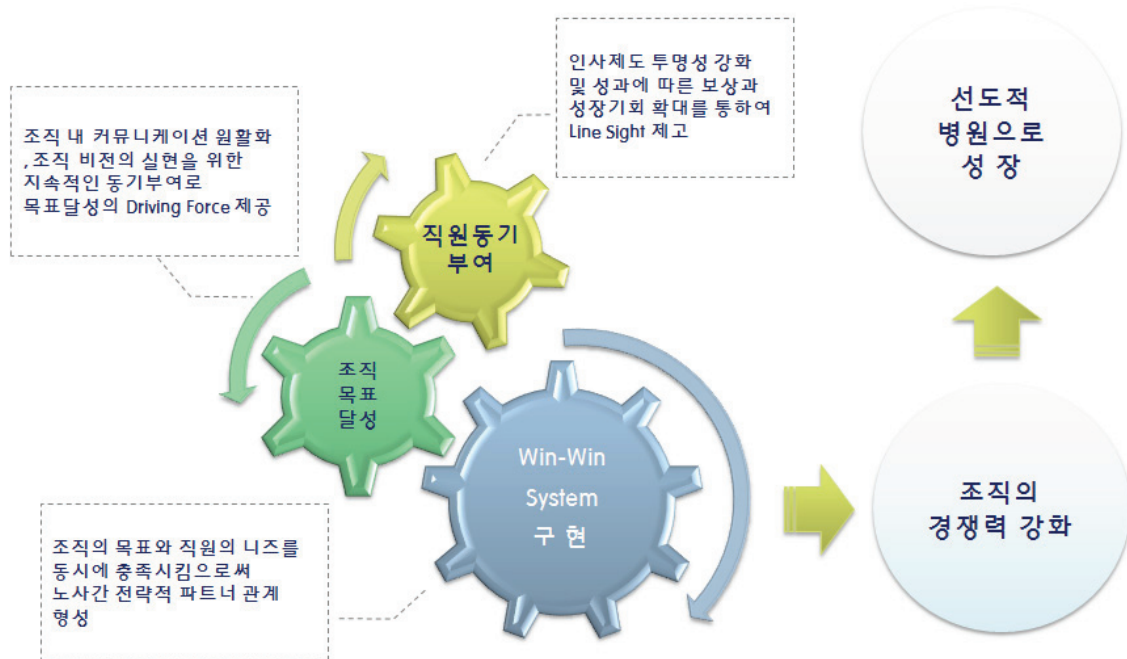 인사제도 투명성 강화
및 성과에 따른 보상과
성장기회 확대를 통하여
Line Sight 제고
조직 내 커뮤니케이션 원활화
, 조직 비전의 실현을 위한
지속적인 동기부여로
목표달성의 Driving Force 제공
직원동기
부여
조직
목표
달성
Win-Win
System
구현
조직의 목표와 직원의 니즈를
동시에 충족시킴으로써
노사간 전략적 파트너 관계
형성
선도적
병원으로
성 장
조직의
경쟁력 강화